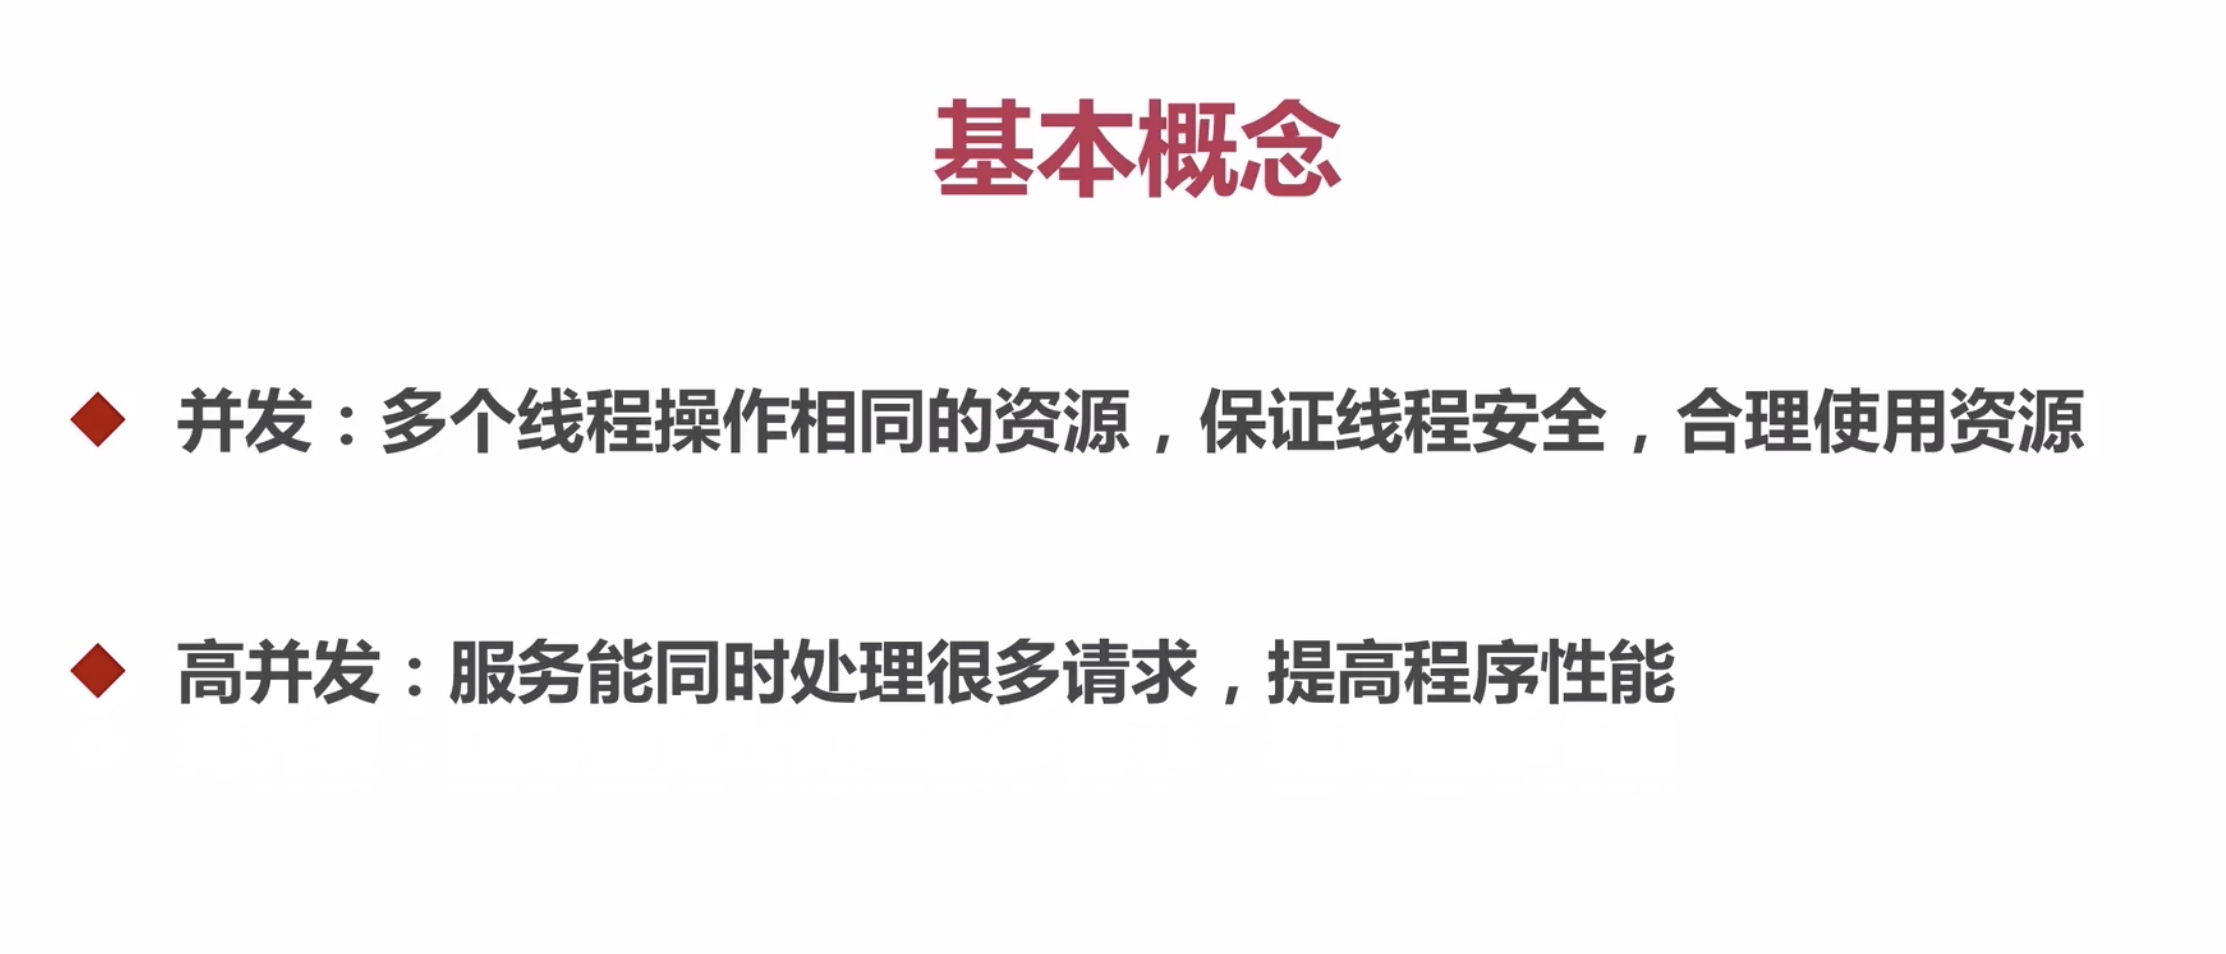 基本概念
并发：多个线程操作相同的资源，保证线程安全，合理使用资源
高并发：服务能同时处理很多请求，提高程序性能